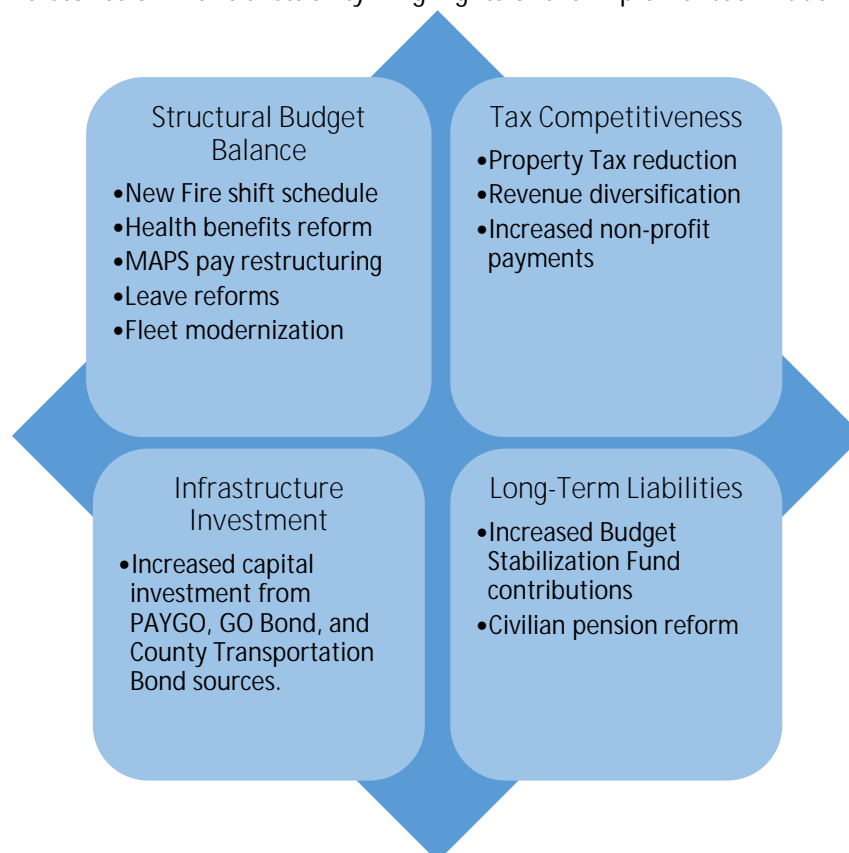 Structural Budget
Balance
•New Fire shift schedule
•Health benefits reform
•MAPS pay restructuring
•Leave reforms
•Fleet modernization
Tax Competitiveness
•Property Tax reduction
•Revenue diversification
•Increased non-profit
payments
Infrastructure
Investment
•Increased capital
investment from
PAYGO, GO Bond, and
County Transportation
Bond sources.
Long-Term Liabilities
•Increased Budget
Stabilization Fund
contributions
•Civilian pension reform